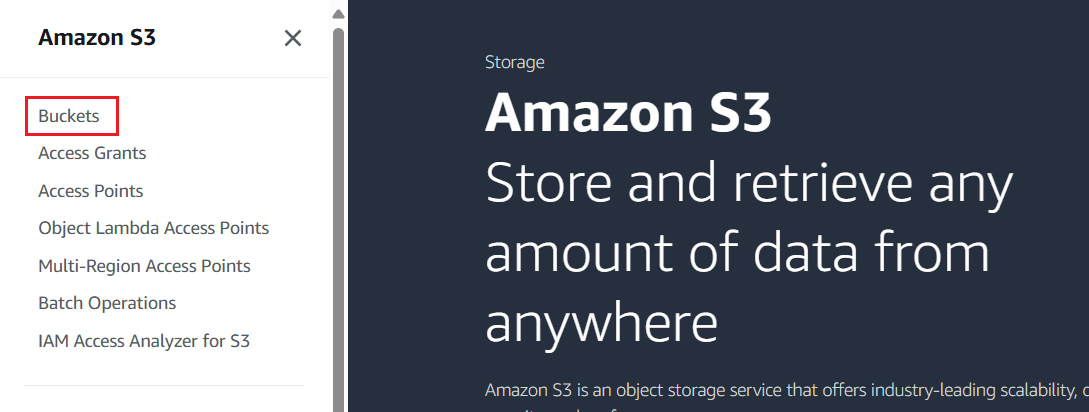 Amazon S3
Buckets
Access Grants
Access Points
Object Lambda Access Points
Multi-Region Access Points
Batch Operations
IAM Access Analyzer for S3
Storage
Amazon S3
Store and retrieve any
amount of data from
anywhere
Amazon S3 is an object storage service that offers industry-leading scalability,